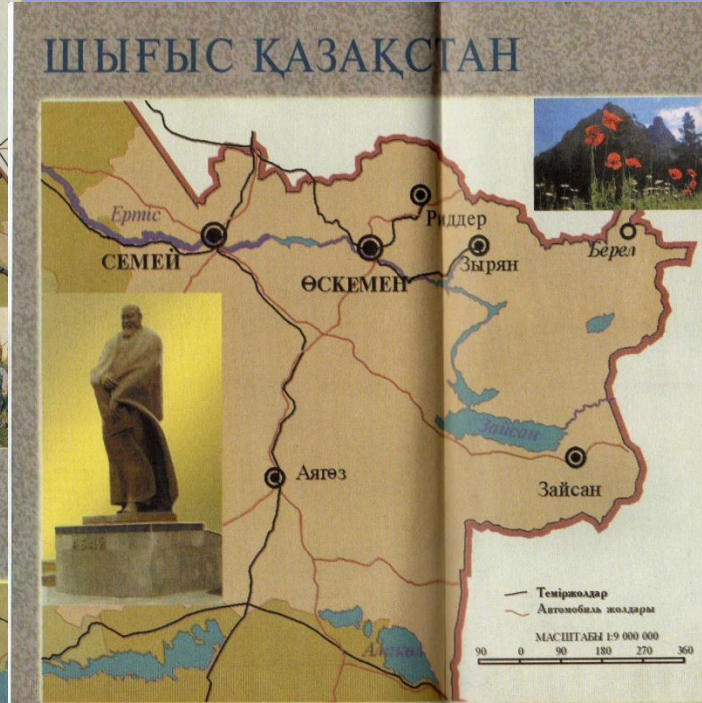 ШЫҒЫС ҚАЗАҚСТАН
Ертіс
Риддер
СЕМЕЙ
ӨСКЕМЕН
Зырян
Берел
Зайсан
Аягөз
Зайсан
Теміржолдар
Автомобиль жолдары
МАСШТАБЫ 1:9 000 000
90 0 90 180 270 360
Алакөл